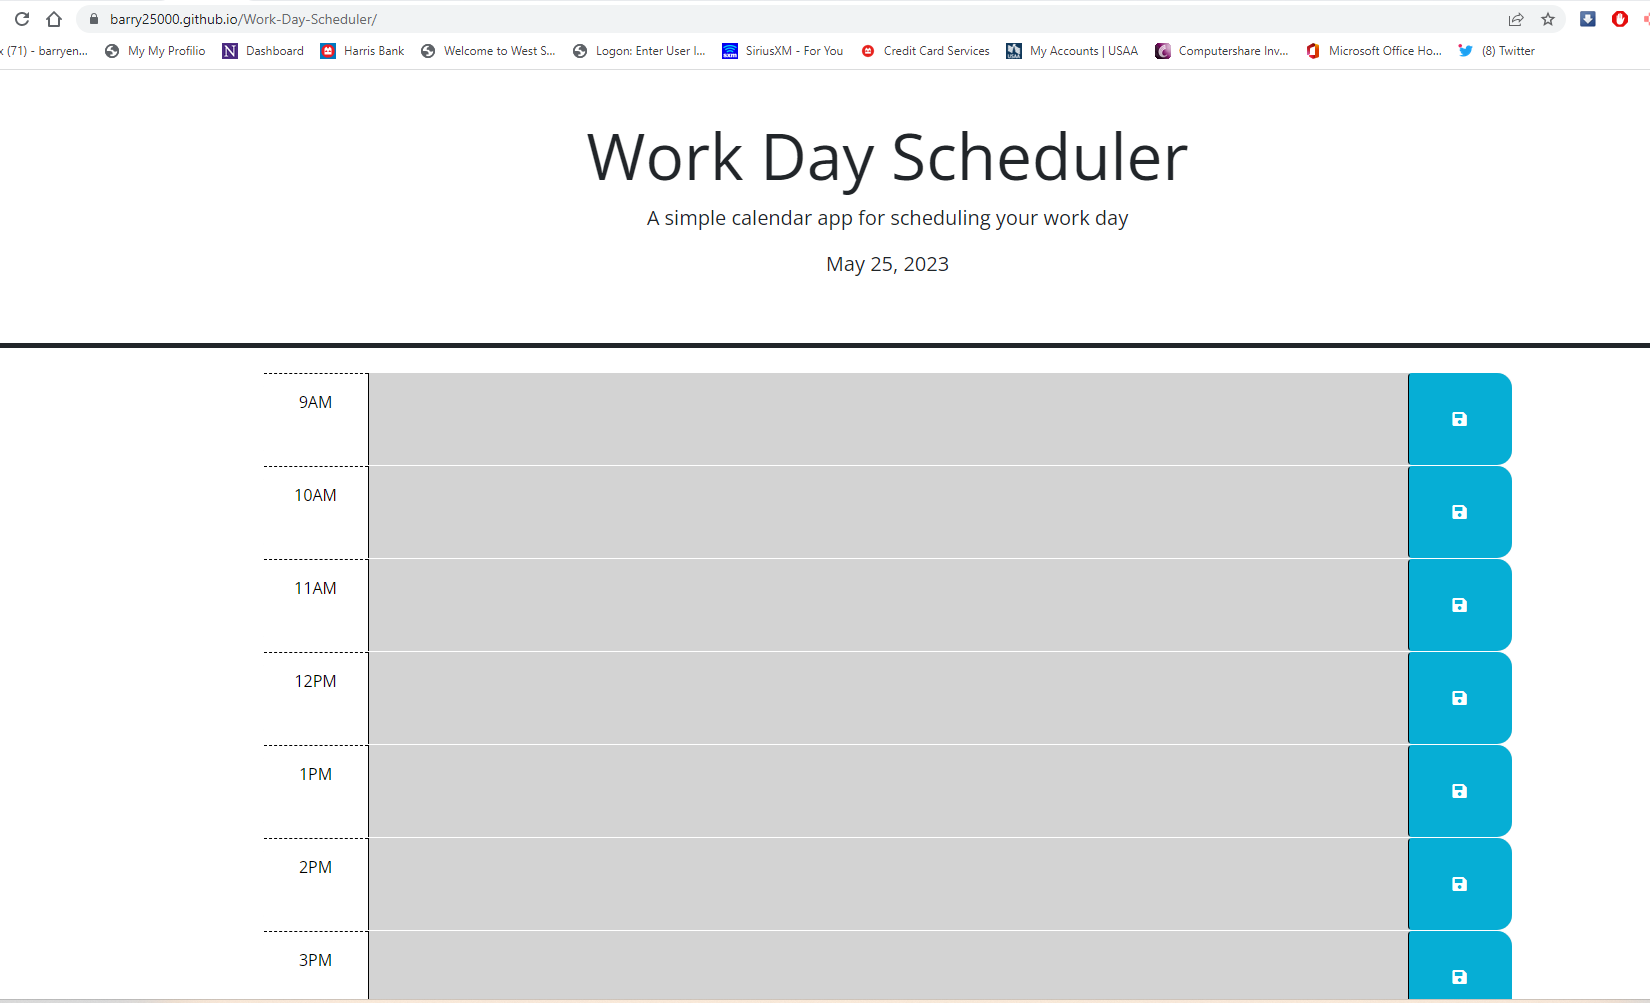 barry25000.github.io/Work-Day-Scheduler/
x (71) - barryen... My My Profilio N Dashboard Harris Bank Welcome to West S... Logon: Enter User I... sxm SiriusXM - For You Credit Card Services USAA My Accounts | USAA Computershare Inv... Microsoft Office Ho... (8) Twitter
Work Day Scheduler
A simple calendar app for scheduling your work day
May 25, 2023
9AM
10AM
11AM
12PM
1PM
2PM
3PM